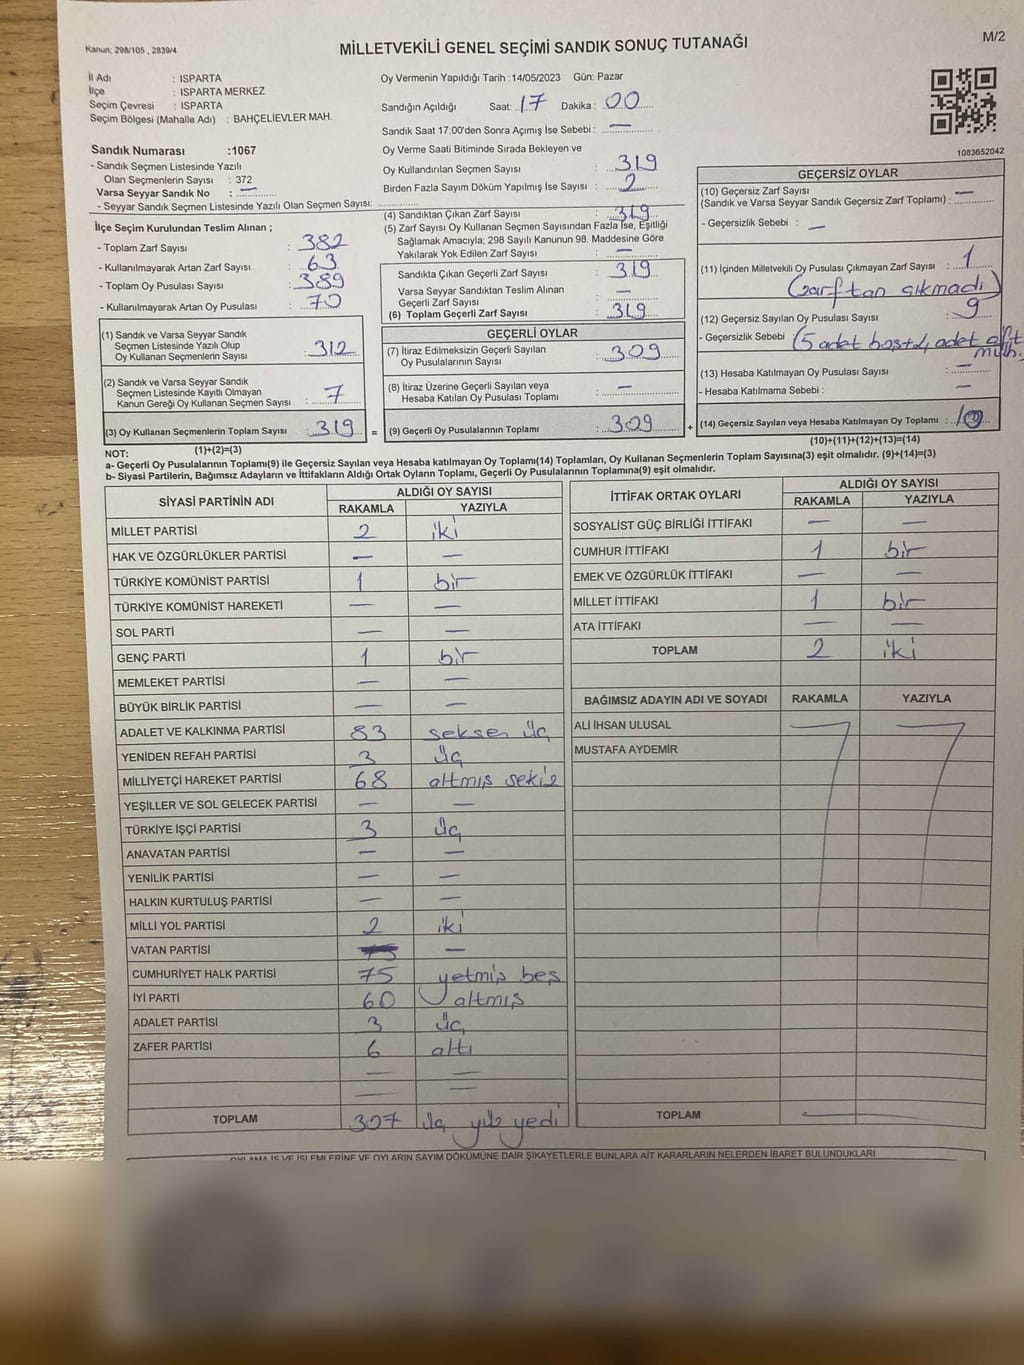 Kanun; 298/105 , 2839/4
MİLLETVEKİLİ GENEL SEÇİMİ SANDIK SONUÇ TUTANAĞI
M/2
İl Adı : ISPARTA
İlçe : ISPARTA MERKEZ
Seçim Çevresi : ISPARTA
Seçim Bölgesi (Mahalle Adı) : BAHÇELİEVLER MAH.
Sandık Numarası :1067
- Sandık Seçmen Listesinde Yazılı
Olan Seçmenlerin Sayısı : 372
Varsa Seyyar Sandık No : —
- Seyyar Sandık Seçmen Listesinde Yazılı Olan Seçmen Sayısı:
Oy Vermenin Yapıldığı Tarih :14/05/2023 Gün: Pazar
Sandığın Açıldığı Saat: 17 Dakika : 00
Sandık Saat 17:00'den Sonra Açımış İse Sebebi : —
Oy Verme Saati Bitiminde Sırada Bekleyen ve
Oy Kullandırılan Seçmen Sayısı : 319
Birden Fazla Sayım Döküm Yapılmış İse Sayısı : 2
1083652042
İlçe Seçim Kurulundan Teslim Alınan ;
- Toplam Zarf Sayısı : 382
- Kullanılmayarak Artan Zarf Sayısı : 63
- Toplam Oy Pusulası Sayısı : 389
- Kullanılmayarak Artan Oy Pusulası : 70
(1) Sandık ve Varsa Seyyar Sandık
Seçmen Listesinde Yazılı Olup
Oy Kullanan Seçmenlerin Sayısı : 312
(2) Sandık ve Varsa Seyyar Sandık
Seçmen Listesinde Kayıtlı Olmayan
Kanun Gereği Oy Kullanan Seçmen Sayısı : 7
(3) Oy Kullanan Seçmenlerin Toplam Sayısı : 319 =
(1)+(2)=(3)
(4) Sandıktan Çıkan Zarf Sayısı : 319
(5) Zarf Sayısı Oy Kullanan Seçmen Sayısından Fazla İse, Eşitliği
Sağlamak Amacıyla; 298 Sayılı Kanunun 98. Maddesine Göre
Yakılarak Yok Edilen Zarf Sayısı : —
Sandıkta Çıkan Geçerli Zarf Sayısı : 319
Varsa Seyyar Sandıktan Teslim Alınan —
Geçerli Zarf Sayısı :
(6) Toplam Geçerli Zarf Sayısı : 319
GEÇERLİ OYLAR
(7) İtiraz Edilmeksizin Geçerli Sayılan
Oy Pusulalarının Sayısı : 309
(8) İtiraz Üzerine Geçerli Sayılan veya
Hesaba Katılan Oy Pusulası Toplamı : —
(9) Geçerli Oy Pusulalarının Toplamı : 309 +
GEÇERSİZ OYLAR
(10) Geçersiz Zarf Sayısı —
(Sandık ve Varsa Seyyar Sandık Geçersiz Zarf Toplamı) :
- Geçersizlik Sebebi : —
(11) İçinden Milletvekili Oy Pusulası Çıkmayan Zarf Sayısı : 1
(zarftan çıkmadı)
(12) Geçersiz Sayılan Oy Pusulası Sayısı : 9
- Geçersizlik Sebebi : (5 adet boş+4 adet çift
müh.
(13) Hesaba Katılmayan Oy Pusulası Sayısı : —
- Hesaba Katılmama Sebebi : —
(14) Geçersiz Sayılan veya Hesaba Katılmayan Oy Toplamı : 10
(10)+(11)+(12)+(13)=(14)
NOT:
a- Geçerli Oy Pusulalarının Toplamı(9) ile Geçersiz Sayılan veya Hesaba katılmayan Oy Toplamı(14) Toplamları, Oy Kullanan Seçmenlerin Toplam Sayısına(3) eşit olmalıdır. (9)+(14)=(3)
b- Siyasi Partilerin, Bağımsız Adayların ve İttifakların Aldığı Oyların Toplamı, Geçerli Oy Pusulalarının Toplamına(9) eşit olmalıdır.
SİYASİ PARTİNİN ADI ALDIĞI OY SAYISI
RAKAMLA YAZIYLA
MİLLET PARTİSİ 2 iki
HAK VE ÖZGÜRLÜKLER PARTİSİ — —
TÜRKİYE KOMÜNİST PARTİSİ 1 bir
TÜRKİYE KOMÜNİST HAREKETİ — —
SOL PARTİ — —
GENÇ PARTİ 1 bir
MEMLEKET PARTİSİ — —
BÜYÜK BİRLİK PARTİSİ — —
ADALET VE KALKINMA PARTİSİ 83 seksen üç
YENİDEN REFAH PARTİSİ 3 üç
MİLLİYETÇİ HAREKET PARTİSİ 68 altmış sekiz
YEŞİLLER VE SOL GELECEK PARTİSİ — —
TÜRKİYE İŞÇİ PARTİSİ 3 üç
ANAVATAN PARTİSİ — —
YENİLİK PARTİSİ — —
HALKIN KURTULUŞ PARTİSİ — —
MİLLİ YOL PARTİSİ 2 iki
VATAN PARTİSİ —
CUMHURİYET HALK PARTİSİ 75 yetmiş beş
İYİ PARTİ 60 altmış
ADALET PARTİSİ 3 üç
ZAFER PARTİSİ 6 altı
— —
— —
TOPLAM 307 üç yüz yedi
İTTİFAK ORTAK OYLARI ALDIĞI OY SAYISI
RAKAMLA YAZIYLA
SOSYALİST GÜÇ BİRLİĞİ İTTİFAKI — —
CUMHUR İTTİFAKI 1 bir
EMEK VE ÖZGÜRLÜK İTTİFAKI — —
MİLLET İTTİFAKI 1 bir
ATA İTTİFAKI — —
TOPLAM 2 iki
BAĞIMSIZ ADAYIN ADI VE SOYADI RAKAMLA YAZIYLA
ALİ İHSAN ULUSAL
MUSTAFA AYDEMİR
TOPLAM —
OYLAMA İŞ VE İŞLEMLERİNE VE OYLARIN SAYIM DÖKÜMÜNE DAİR ŞİKAYETLERLE BUNLARA AİT KARARLARIN NELERDEN İBARET BULUNDUKLARI